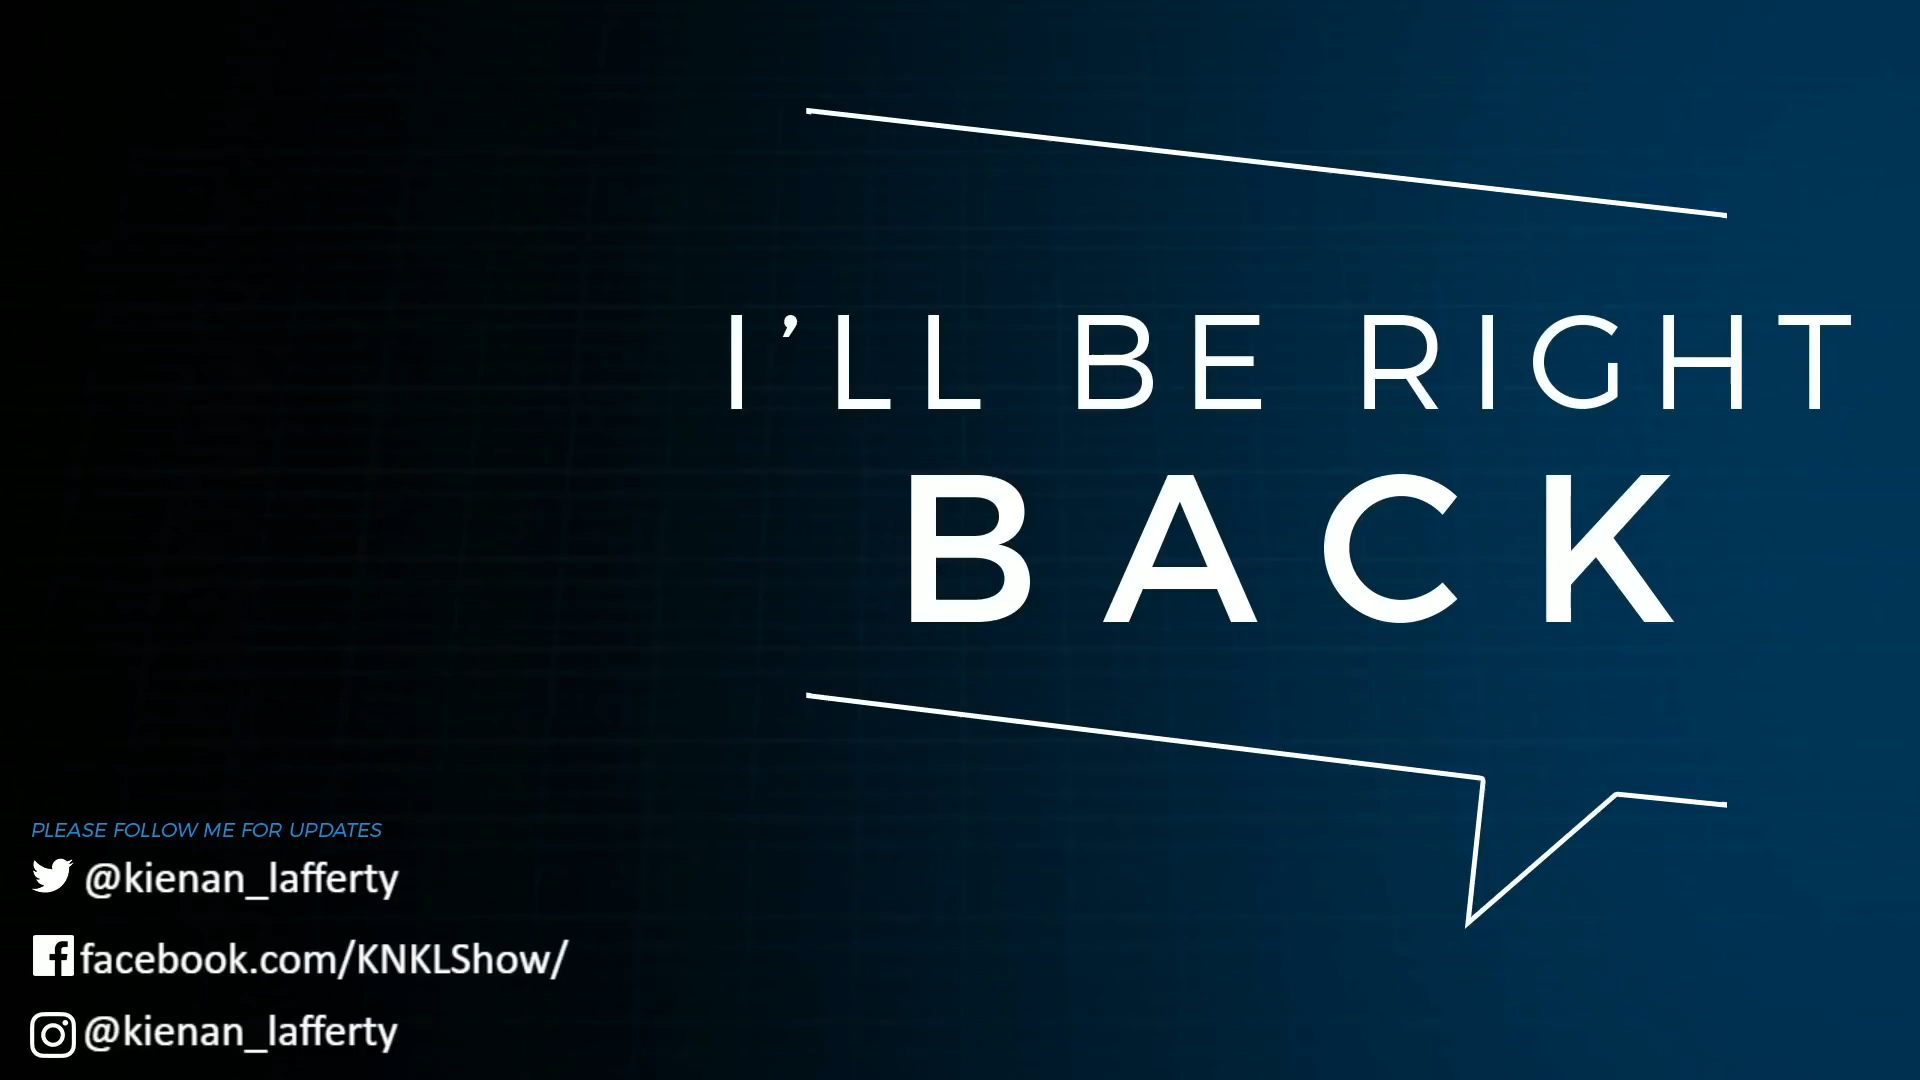 I’LL BE RIGHT
BACK
PLEASE FOLLOW ME FOR UPDATES
@kienan_lafferty
facebook.com/KNKLShow/
@kienan_lafferty